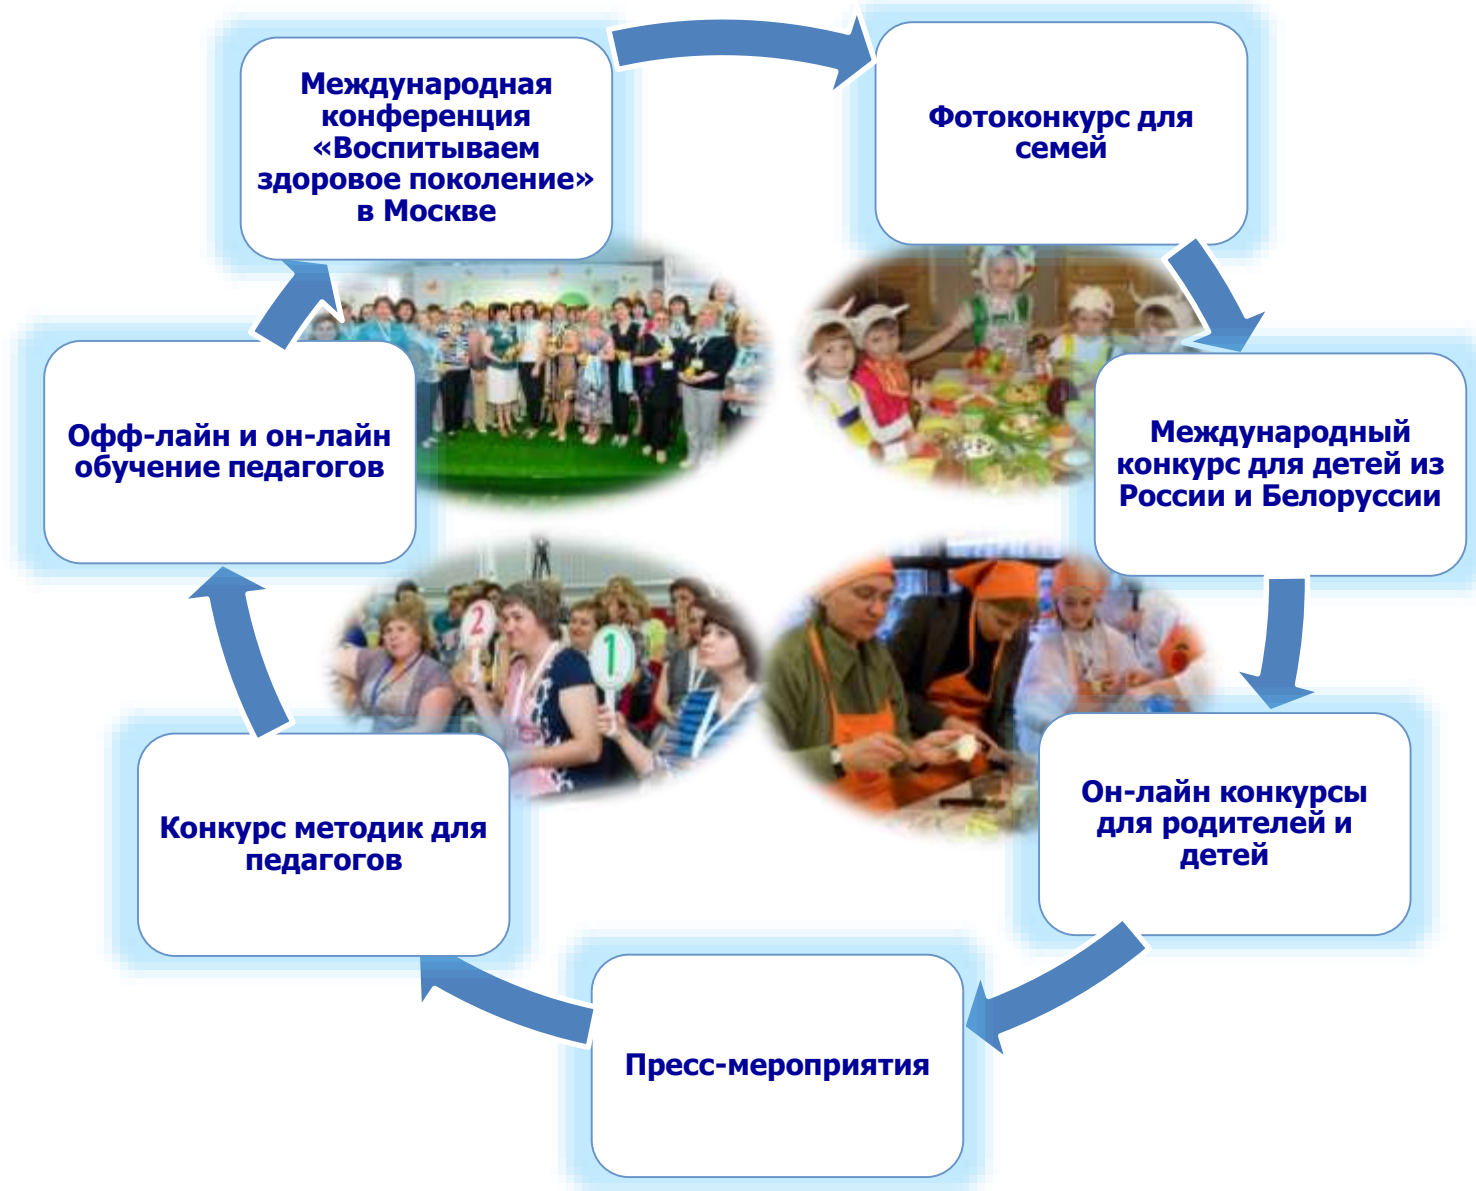 Международная
конференция
«Воспитываем
здоровое поколение»
в Москве
Фотоконкурс для
семей
Международный
конкурс для детей из
России и Белоруссии
Он-лайн конкурсы
для родителей и
детей
Пресс-мероприятия
Конкурс методик для
педагогов
Офф-лайн и он-лайн
обучение педагогов
2
1